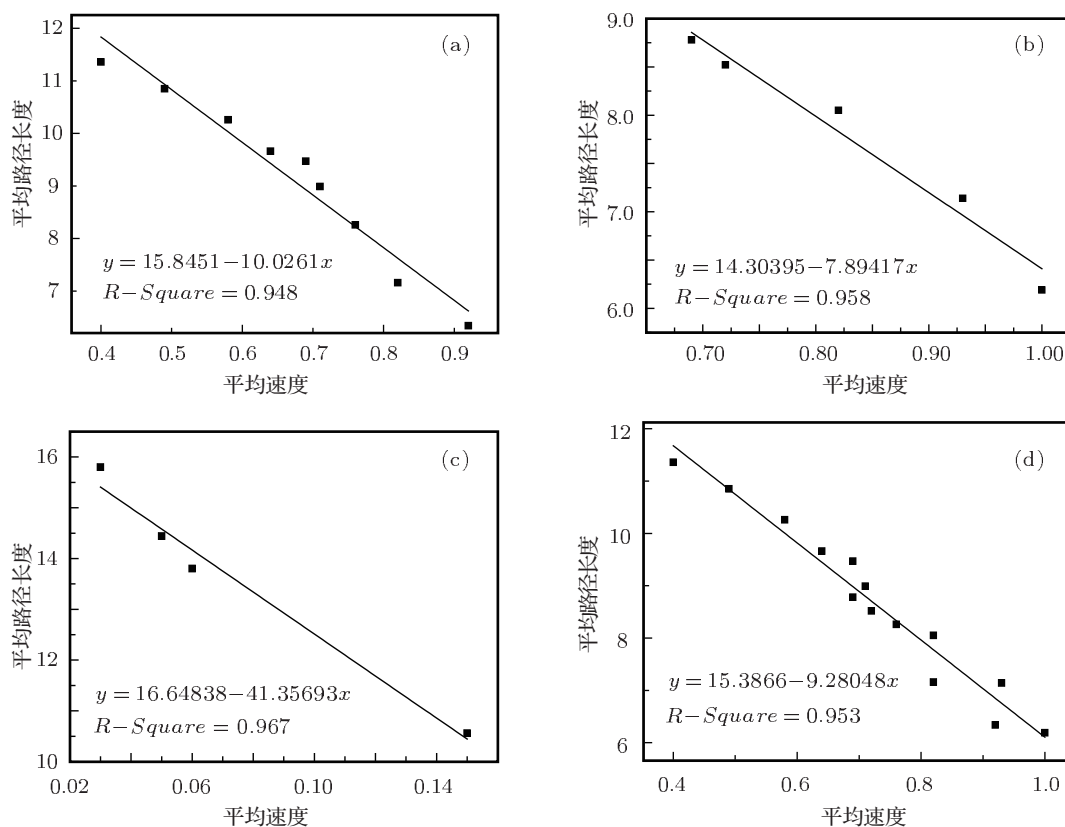 (a)
12
11
10
9
8
7
平均路径长度
y = 15.8451−10.0261x
R−Square = 0.948
0.4 0.5 0.6 0.7 0.8 0.9
平均速度
(b)
9.0
8.0
7.0
6.0
平均路径长度
y = 14.30395−7.89417x
R−Square = 0.958
0.70 0.80 0.90 1.00
平均速度
(c)
16
14
12
10
平均路径长度
y = 16.64838−41.35693x
R−Square = 0.967
0.02 0.06 0.10 0.14
平均速度
(d)
12
10
8
6
平均路径长度
y = 15.3866−9.28048x
R−Square = 0.953
0.4 0.6 0.8 1.0
平均速度